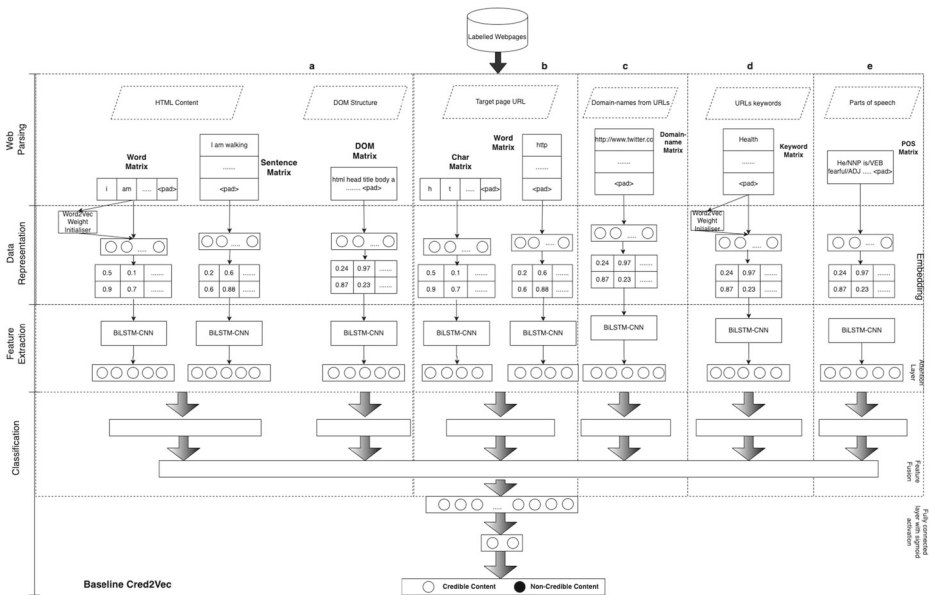 Labelled Webpages
a
b
c
d
e
Web
Parsing
HTML Content
DOM Structure
Target page URL
Domain-names from URLs
URLs keywords
Parts of speech
Word
Matrix
i
am
.....
<pad>
I am walking
.......
<pad>
Sentence
Matrix
DOM
Matrix
html head title body a
........ <pad>
Char
Matrix
h
t
.....
<pad>
Word
Matrix
http
.......
<pad>
http://www.twitter.co
.......
<pad>
Domain-
name
Matrix
Health
.......
<pad>
Keyword
Matrix
POS
Matrix
He/NNP is/VEB
fearful/ADJ ..... <pad>
Data
Representation
Word2Vec
Weight
Initialiser
Word2Vec
Weight
Initialiser
.....
.....
.....
.....
.....
.....
.....
.....
0.5 0.1 .......
0.9 0.7 .......
0.2 0.6 .......
0.6 0.88 .......
0.24 0.97 .......
0.87 0.23 .......
0.5 0.1 .......
0.9 0.7 .......
0.2 0.6 .......
0.6 0.88 .......
0.24 0.97 .......
0.87 0.23 .......
0.24 0.97 .......
0.87 0.23 .......
0.24 0.97 .......
0.87 0.23 .......
Embedding
Feature
Extraction
BiLSTM-CNN
BiLSTM-CNN
BiLSTM-CNN
BiLSTM-CNN
BiLSTM-CNN
BiLSTM-CNN
BiLSTM-CNN
BiLSTM-CNN
Attention
Layer
Classification
Feature
Fusion
.....
Fully connected
layer with sigmoid
activation
Baseline Cred2Vec
Credible Content
Non-Credible Content